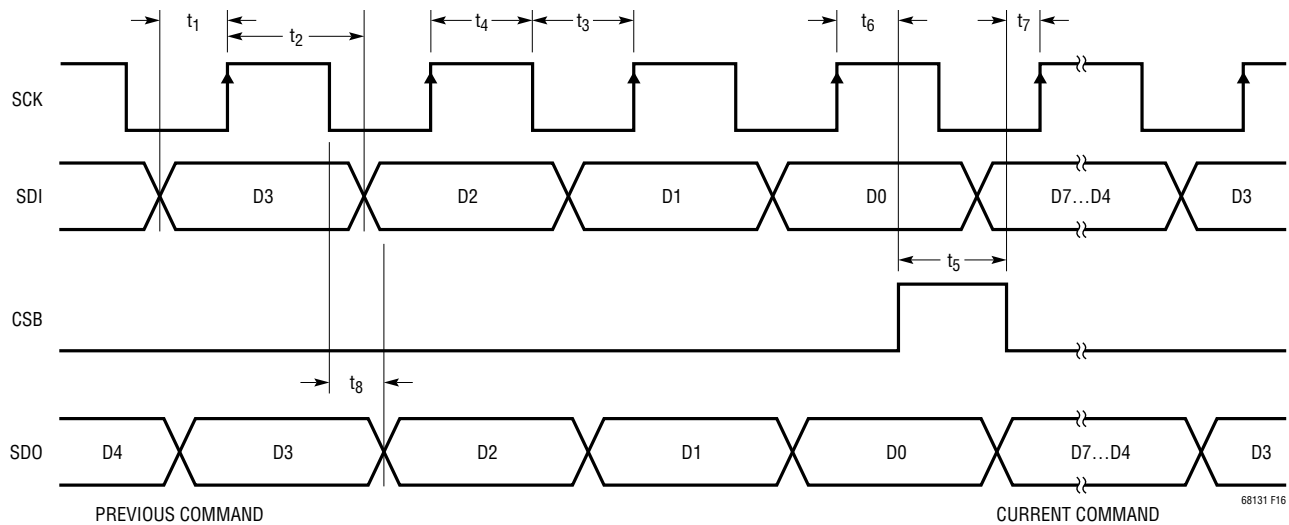 t1 t2 t4 t3 t6 t7
SCK
SDI D3 D2 D1 D0 D7...D4 D3
t5
CSB
t8
SDO D4 D3 D2 D1 D0 D7...D4 D3
68131 F16
PREVIOUS COMMAND CURRENT COMMAND